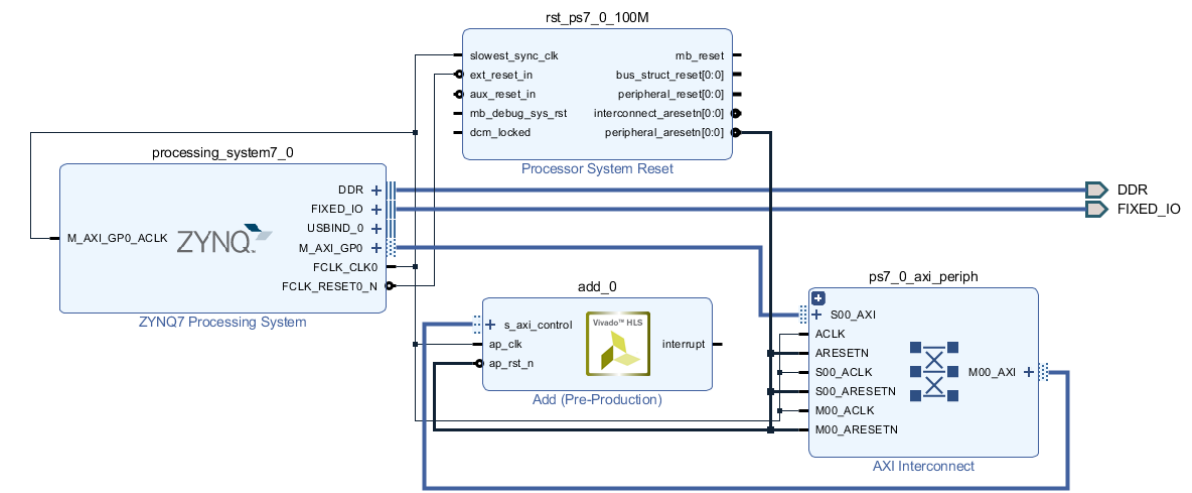 rst_ps7_0_100M
slowest_sync_clk
ext_reset_in
aux_reset_in
mb_debug_sys_rst
dcm_locked
mb_reset
bus_struct_reset[0:0]
peripheral_reset[0:0]
interconnect_aresetn[0:0]
peripheral_aresetn[0:0]
Processor System Reset
processing_system7_0
M_AXI_GP0_ACLK
ZYNQ
DDR
FIXED_IO
USBIND_0
M_AXI_GP0
FCLK_CLK0
FCLK_RESET0_N
ZYNQ7 Processing System
DDR
FIXED_IO
add_0
s_axi_control
ap_clk
ap_rst_n
Vivado™ HLS
interrupt
Add (Pre-Production)
ps7_0_axi_periph
S00_AXI
ACLK
ARESETN
S00_ACLK
S00_ARESETN
M00_ACLK
M00_ARESETN
M00_AXI
AXI Interconnect